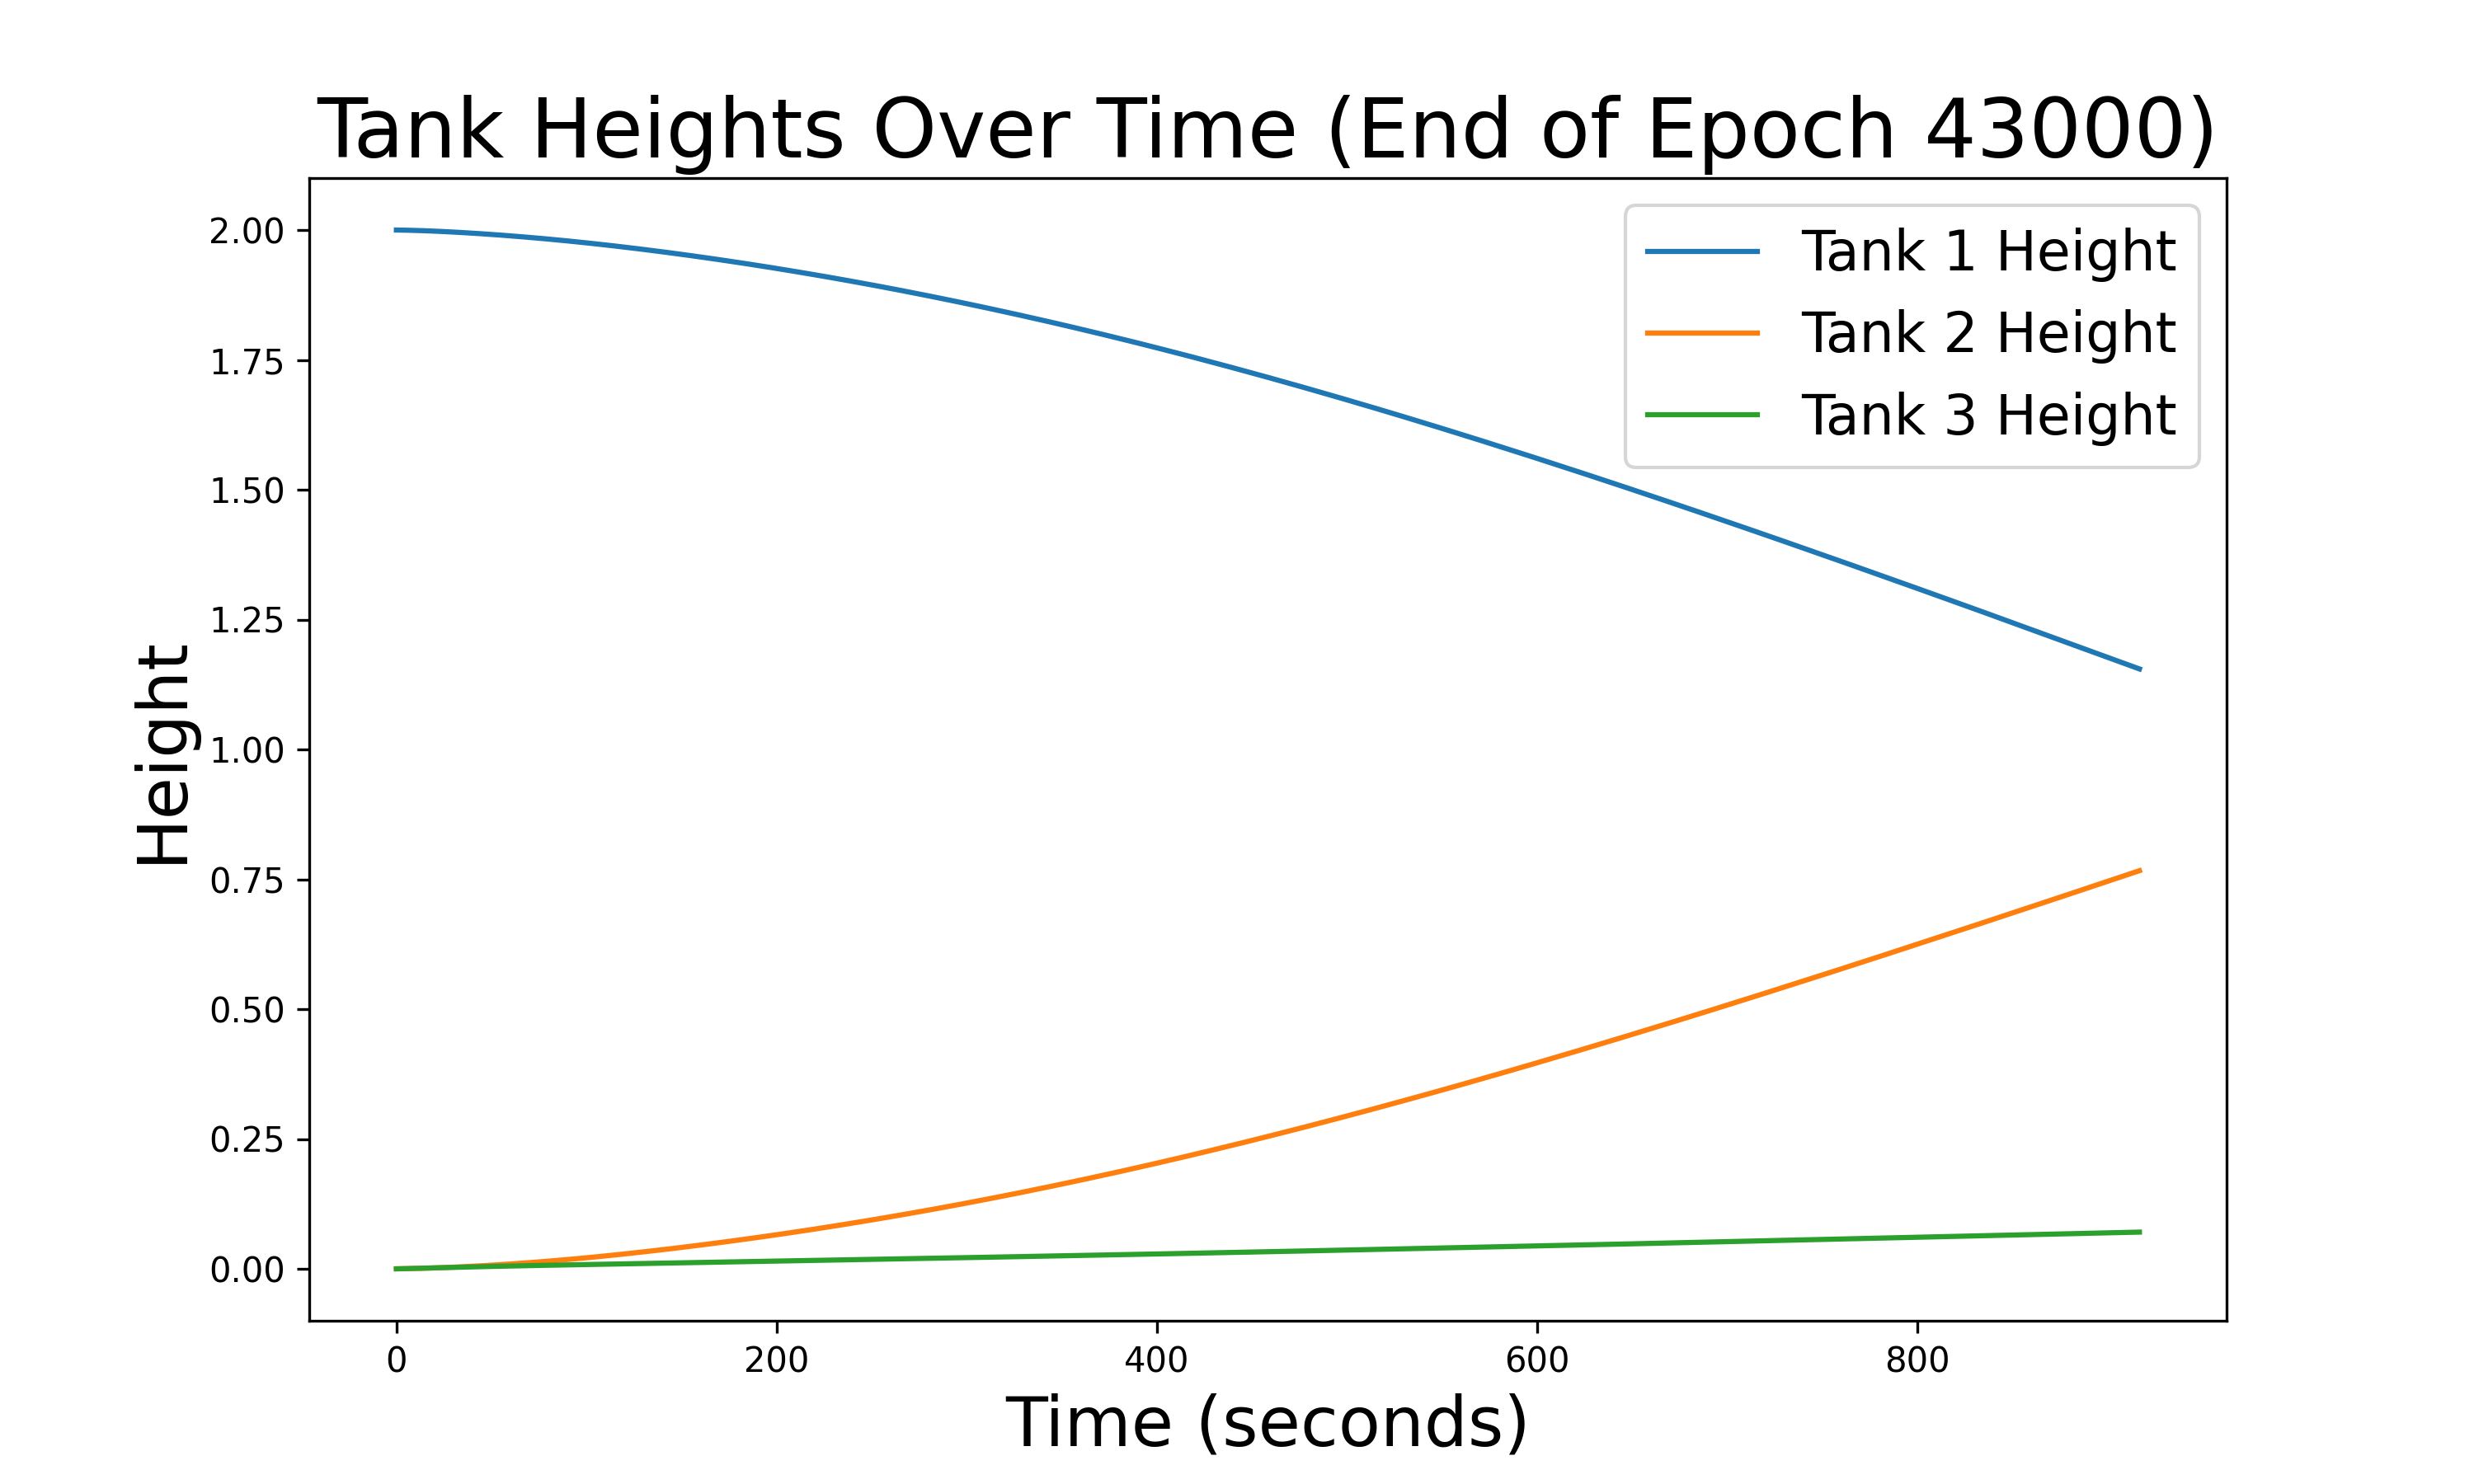 Tank Heights Over Time (End of Epoch 43000)
Tank 1 Height
Tank 2 Height
Tank 3 Height
Height
2.00
1.75
1.50
1.25
1.00
0.75
0.50
0.25
0.00
0 200 400 600 800
Time (seconds)